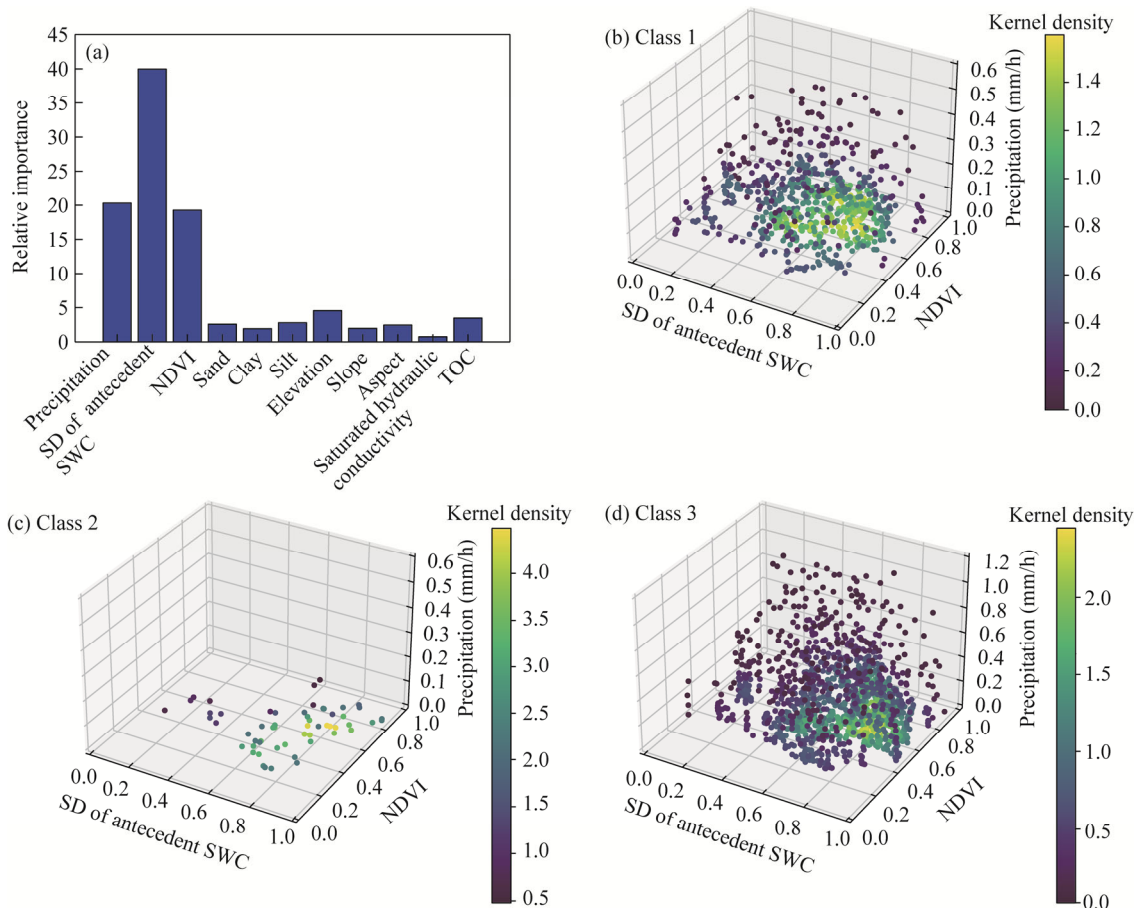 (a)
45
40
35
30
25
20
15
10
5
0
Relative importance
Precipitation
SD of antecedent
SWC
NDVI
Sand
Clay
Silt
Elevation
Slope
Aspect
Saturated hydraulic
conductivity
TOC
(b) Class 1
Kernel density
1.4
1.2
1.0
0.8
0.6
0.4
0.2
0.0
Precipitation (mm/h)
0.6
0.5
0.4
0.3
0.2
0.1
0.0
NDVI
1.0
0.8
0.6
0.4
0.2
0.0
SD of antecedent SWC
0.0
0.2
0.4
0.6
0.8
1.0
(c) Class 2
Kernel density
4.0
3.5
3.0
2.5
2.0
1.5
1.0
0.5
Precipitation (mm/h)
0.6
0.5
0.4
0.3
0.2
0.1
0.0
NDVI
1.0
0.8
0.6
0.4
0.2
0.0
SD of antecedent SWC
0.0
0.2
0.4
0.6
0.8
1.0
(d) Class 3
Kernel density
2.0
1.5
1.0
0.5
0.0
Precipitation (mm/h)
1.2
1.0
0.8
0.6
0.4
0.2
0.0
NDVI
1.0
0.8
0.6
0.4
0.2
0.0
SD of antecedent SWC
0.0
0.2
0.4
0.6
0.8
1.0